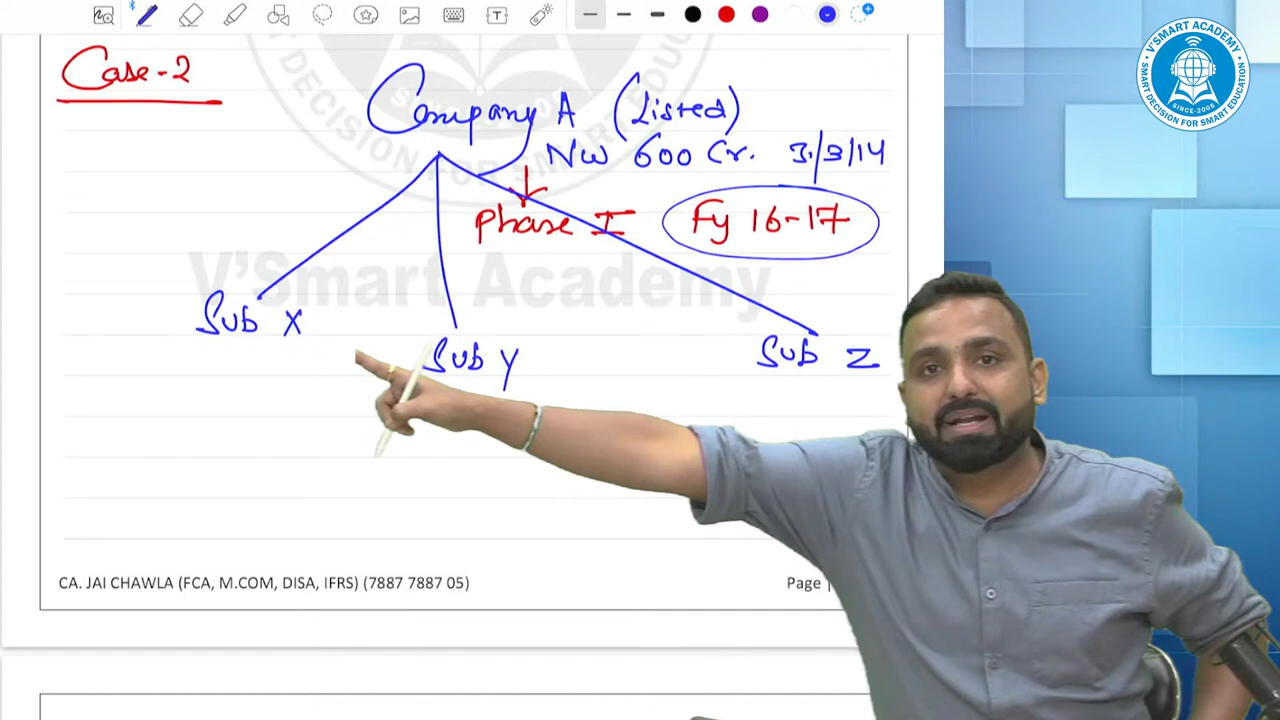 Case-2
Company A (Listed)
NW 600 Cr. 31/3/14
Phase I FY 16-17
V'Smart Academy
Sub X
Sub Y
Sub Z
CA. JAI CHAWLA (FCA, M.COM, DISA, IFRS) (7887 7887 05)
Page |
V'SMART ACADEMY
SINCE-2005
SMART DECISION FOR SMART EDUCATION